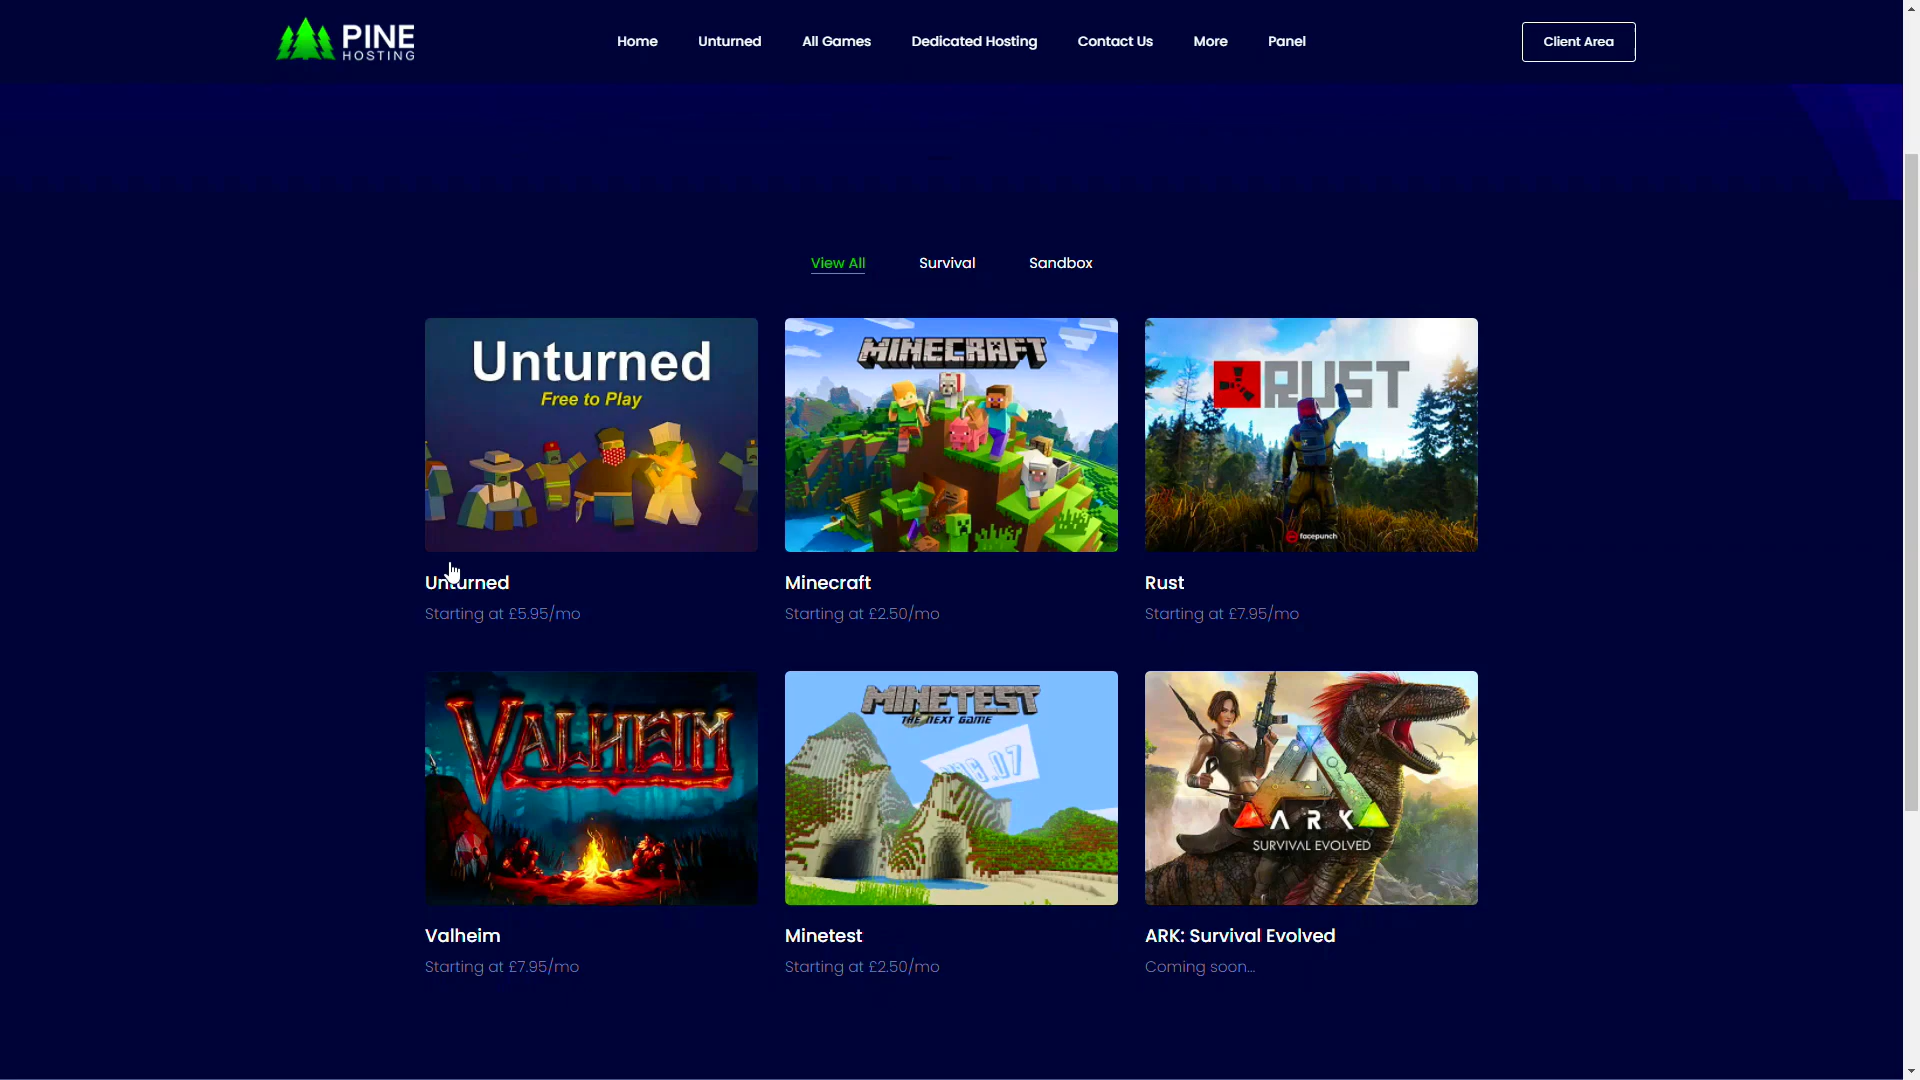 PINE
HOSTING
Home
Unturned
All Games
Dedicated Hosting
Contact Us
More
Panel
Client Area
View All
Survival
Sandbox
Unturned
Free to Play
MINECRAFT
RUST
facepunch
Unturned
Starting at £5.95/mo
Minecraft
Starting at £2.50/mo
Rust
Starting at £7.95/mo
VALHEIM
MINETEST
THE NEXT GAME
ARK
SURVIVAL EVOLVED
Valheim
Starting at £7.95/mo
Minetest
Starting at £2.50/mo
ARK: Survival Evolved
Coming soon...